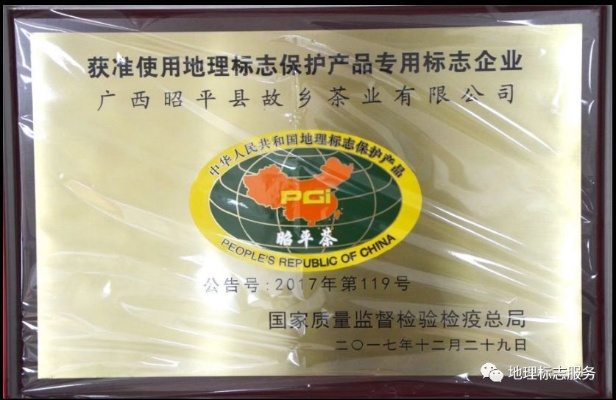 获准使用地理标志保护产品专用标志企业
广西昭平县故乡茶业有限公司
中华人民共和国地理标志保护产品
PGI
昭平茶
PEOPLE'S REPUBLIC OF CHINA
公告号:2017年第119号
国家质量监督检验检疫总局
二〇一七年十二月二十九日
地理标志服务